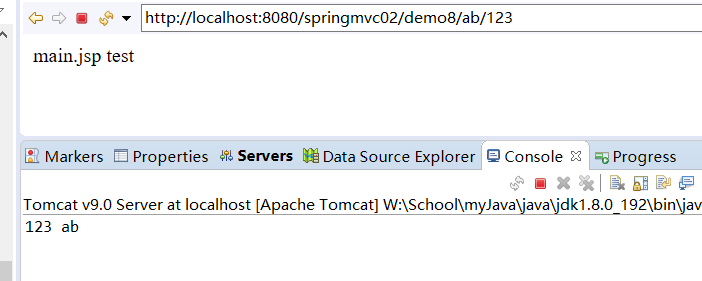 http://localhost:8080/springmvc02/demo8/ab/123
main.jsp test
Markers Properties Servers Data Source Explorer Console Progress
Tomcat v9.0 Server at localhost [Apache Tomcat] W:\School\myJava\java\jdk1.8.0_192\bin\jav
123 ab